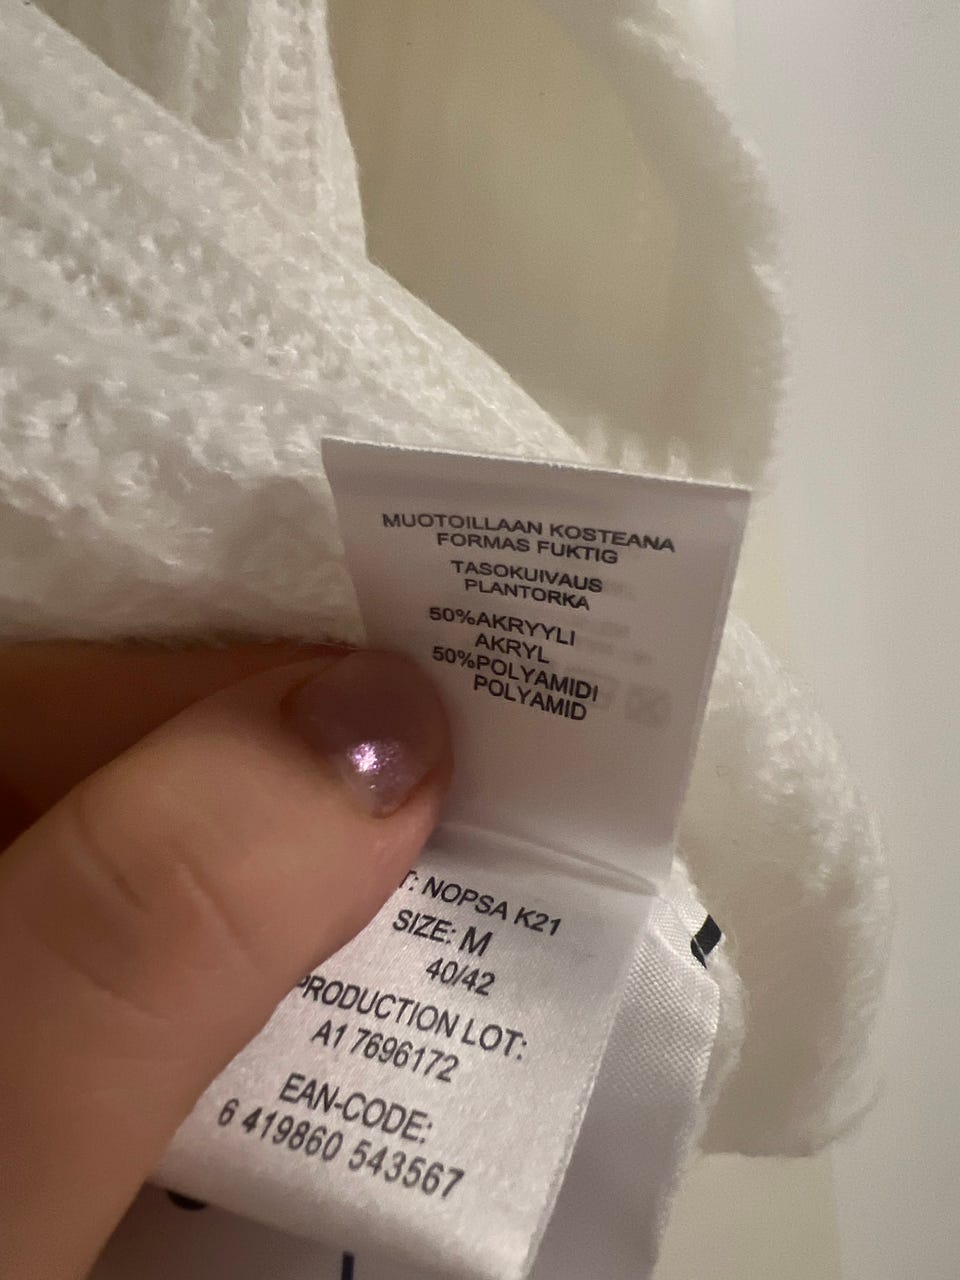 MUOTOILLAAN KOSTEANA
FORMAS FUKTIG
TASOKUIVAUS
PLANTORKA
50%AKRYYLI
AKRYL
50%POLYAMIDI
POLYAMID
T: NOPSA K21
SIZE: M
40/42
PRODUCTION LOT:
A1 7696172
EAN-CODE:
6 419860 543567